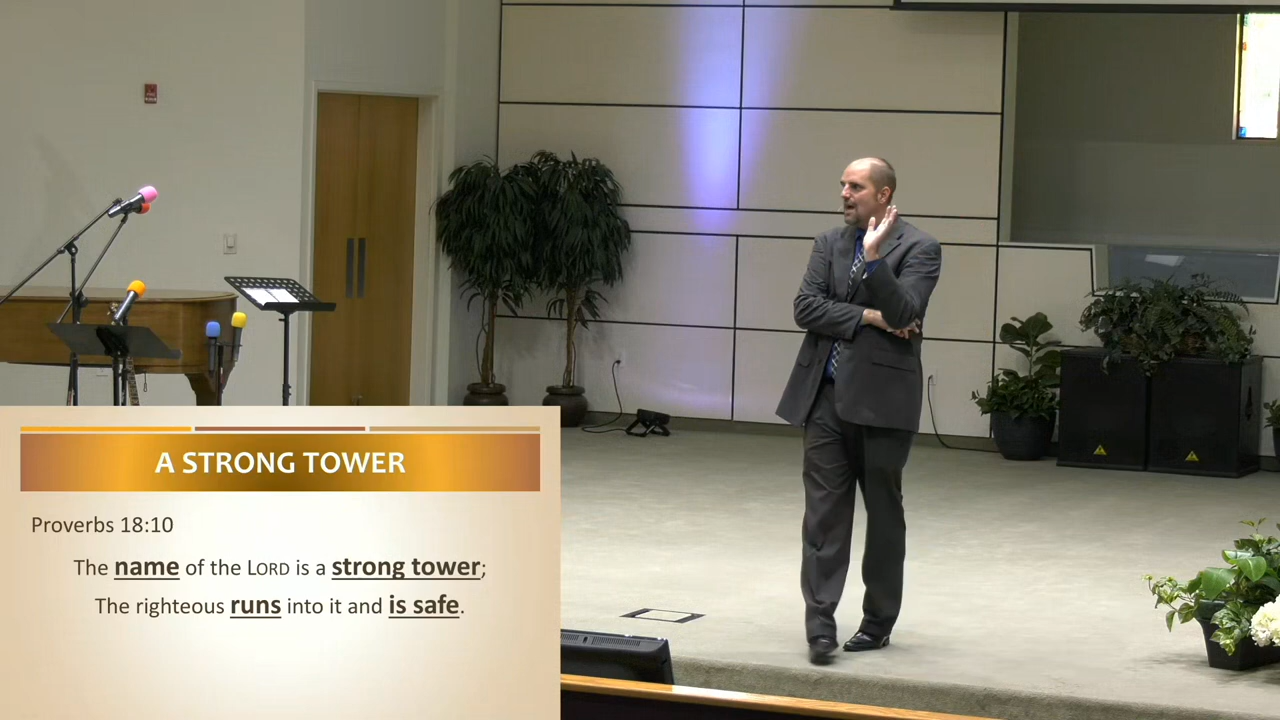 A STRONG TOWER
Proverbs 18:10
The name of the LORD is a strong tower;
The righteous runs into it and is safe.